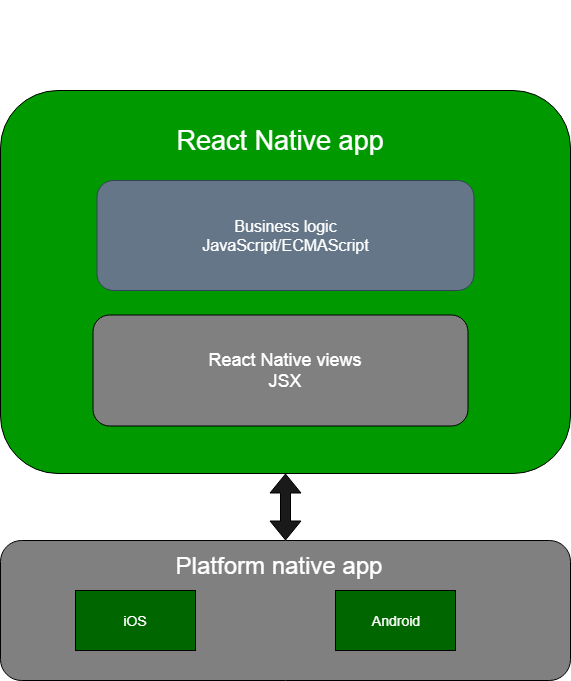 React Native app
Business logic
JavaScript/ECMAScript
React Native views
JSX
Platform native app
iOS
Android